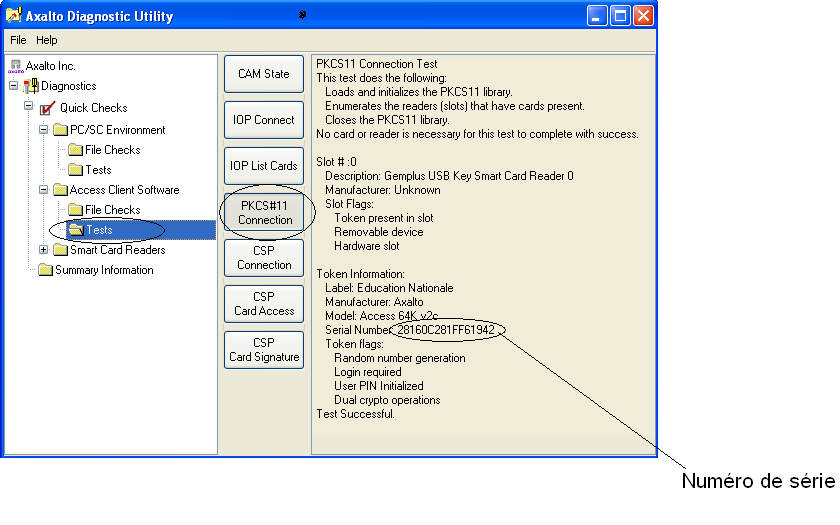 Axalto Diagnostic Utility
File Help
Axalto Inc.
Diagnostics
Quick Checks
PC/SC Environment
File Checks
Tests
Access Client Software
File Checks
Tests
Smart Card Readers
Summary Information
CAM State
IOP Connect
IOP List Cards
PKCS#11
Connection
CSP
Connection
CSP
Card Access
CSP
Card Signature
PKCS11 Connection Test
This test does the following:
Loads and initializes the PKCS11 library.
Enumerates the readers (slots) that have cards present.
Closes the PKCS11 library.
No card or reader is necessary for this test to complete with success.
Slot # :0
Description: Gemplus USB Key Smart Card Reader 0
Manufacturer: Unknown
Slot Flags:
Token present in slot
Removable device
Hardware slot
Token Information:
Label: Education Nationale
Manufacturer: Axalto
Model: Access 64K v2c
Serial Number: 28160C281FF61942
Token flags:
Random number generation
Login required
User PIN Initialized
Dual crypto operations
Test Successful.
Numéro de série